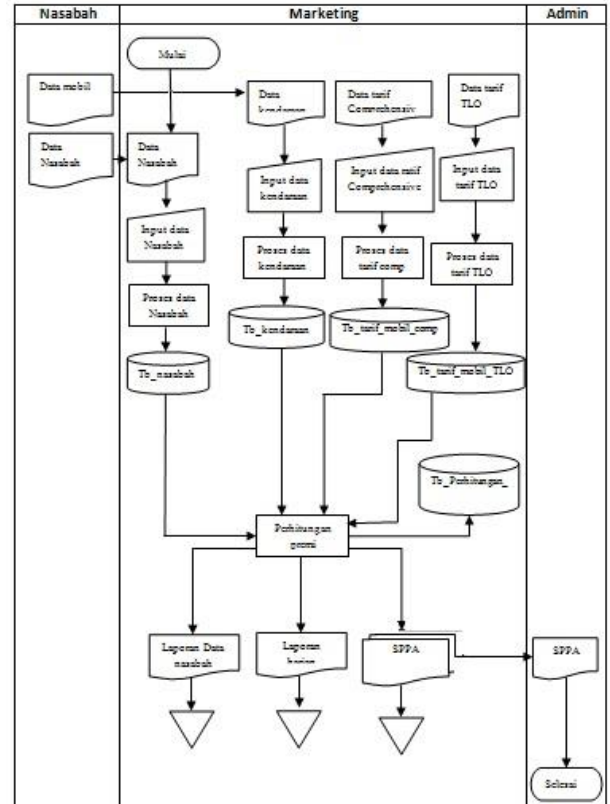 Nasabah Marketing Admin
Mulai
Data mobil
Data
kendaraan
Data tarif
Comprehensiv
Data tarif
TLO
Data
Nasabah
Data
Nasabah
Input data
kendaraan
Input data ratif
Comprehensive
Input data
tarif TLO
Input data
Nasabah
Proses data
kendaraan
Proses data
tarif comp
Proses data
tarif TLO
Proses data
Nasabah
Tb_kendaraan
Tb_tarif_mobil_comp
Tb_nasabah
Tb_tarif_mobil_TLO
Tb_Perhitungan_
Perhitungan
premi
Laporan Data
nasabah
Laporan
SPPA
SPPA
Selesai